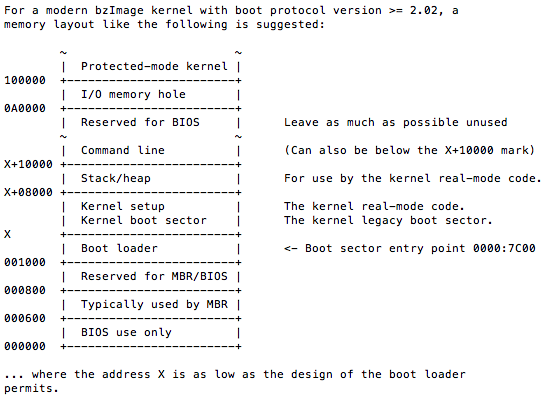 For a modern bzImage kernel with boot protocol version >= 2.02, a
memory layout like the following is suggested:
        ~                        ~
        |  Protected-mode kernel |
100000  +------------------------+
        |  I/O memory hole       |
0A0000  +------------------------+
        |  Reserved for BIOS     |      Leave as much as possible unused
        ~                        ~
        |  Command line          |      (Can also be below the X+10000 mark)
X+10000 +------------------------+
        |  Stack/heap            |      For use by the kernel real-mode code.
X+08000 +------------------------+
        |  Kernel setup          |      The kernel real-mode code.
        |  Kernel boot sector    |      The kernel legacy boot sector.
X       +------------------------+
        |  Boot loader           |      <- Boot sector entry point 0000:7C00
001000  +------------------------+
        |  Reserved for MBR/BIOS |
000800  +------------------------+
        |  Typically used by MBR |
000600  +------------------------+
        |  BIOS use only         |
000000  +------------------------+
... where the address X is as low as the design of the boot loader
permits.